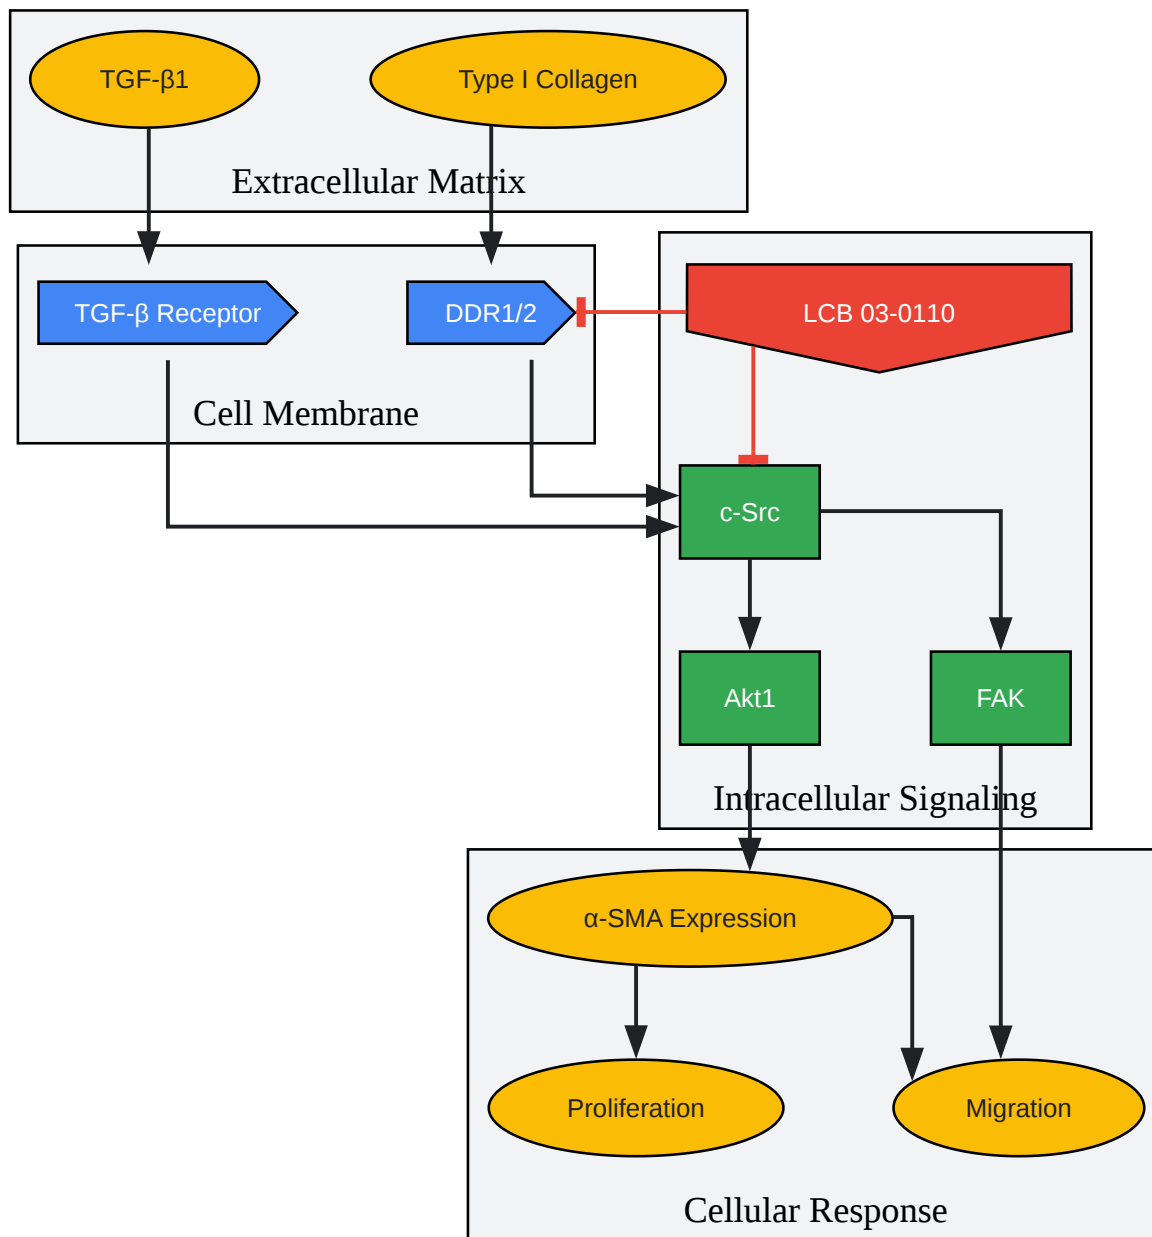 TGF-β1
Type I Collagen
Extracellular Matrix
TGF-β Receptor
DDR1/2
LCB 03-0110
Cell Membrane
c-Src
Akt1
FAK
Intracellular Signaling
α-SMA Expression
Proliferation
Migration
Cellular Response